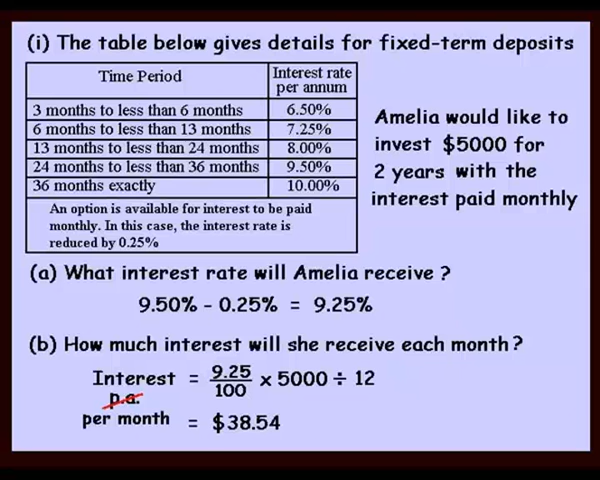 (i) The table below gives details for fixed-term deposits
Time Period Interest rate per annum
3 months to less than 6 months 6.50%
6 months to less than 13 months 7.25%
13 months to less than 24 months 8.00%
24 months to less than 36 months 9.50%
36 months exactly 10.00%
An option is available for interest to be paid
monthly. In this case, the interest rate is
reduced by 0.25%
Amelia would like to
invest $5000 for
2 years with the
interest paid monthly
(a) What interest rate will Amelia receive ?
9.50% - 0.25% = 9.25%
(b) How much interest will she receive each month ?
Interest = 9.25/100 x 5000 ÷ 12
p.a.
per month = $38.54